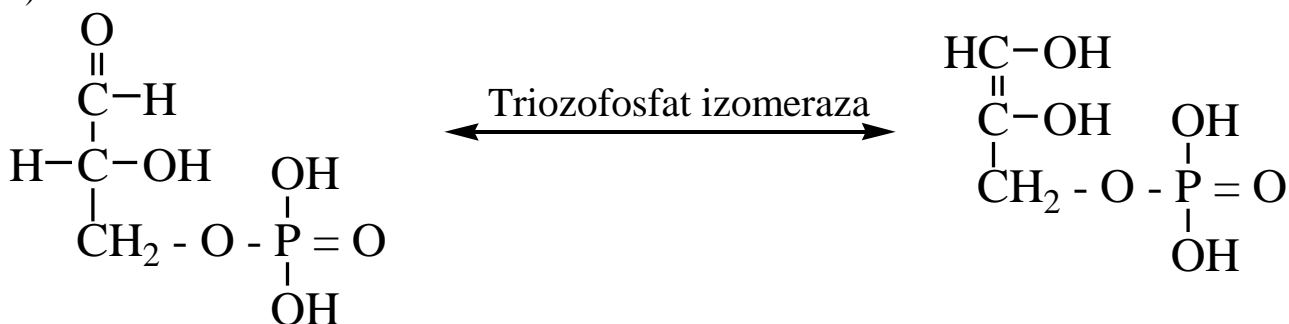 )
O
||
C–H
H–C–OH
CH₂ - O - P = O
OH
OH
Triozofosfat izomeraza
HC–OH
||
C–OH
CH₂ - O - P = O
OH
OH